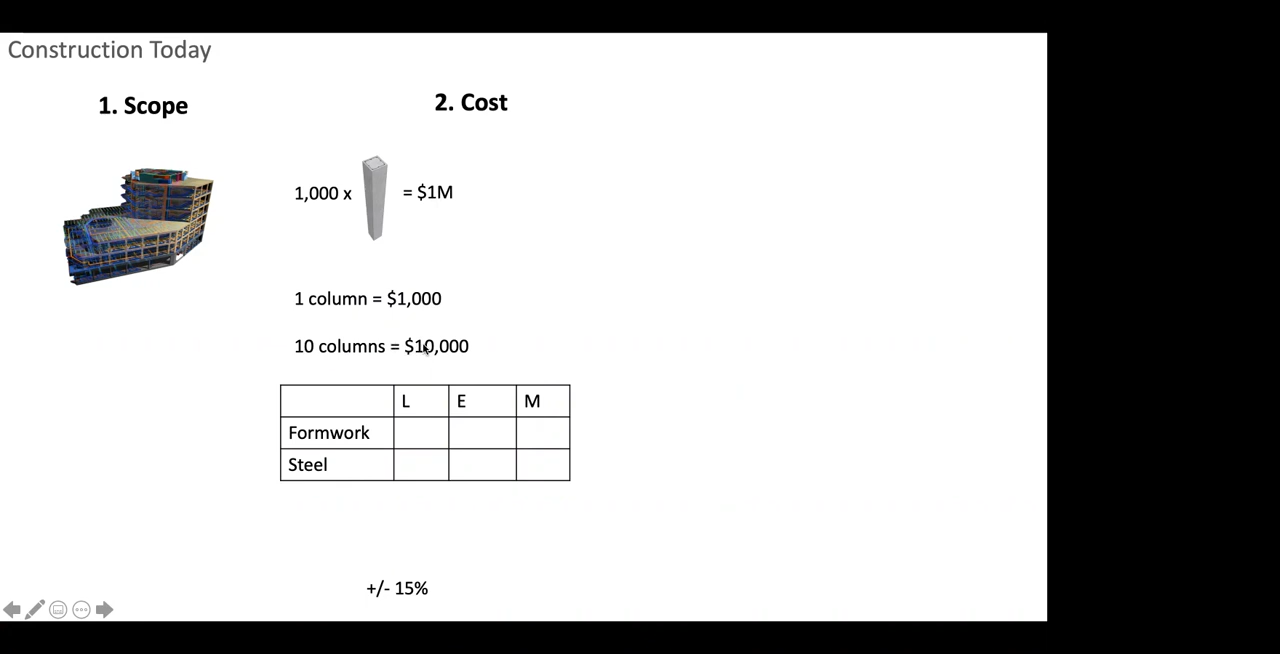 Construction Today
1. Scope
2. Cost
1,000 x = $1M
1 column = $1,000
10 columns = $10,000
L E M
Formwork
Steel
+/- 15%